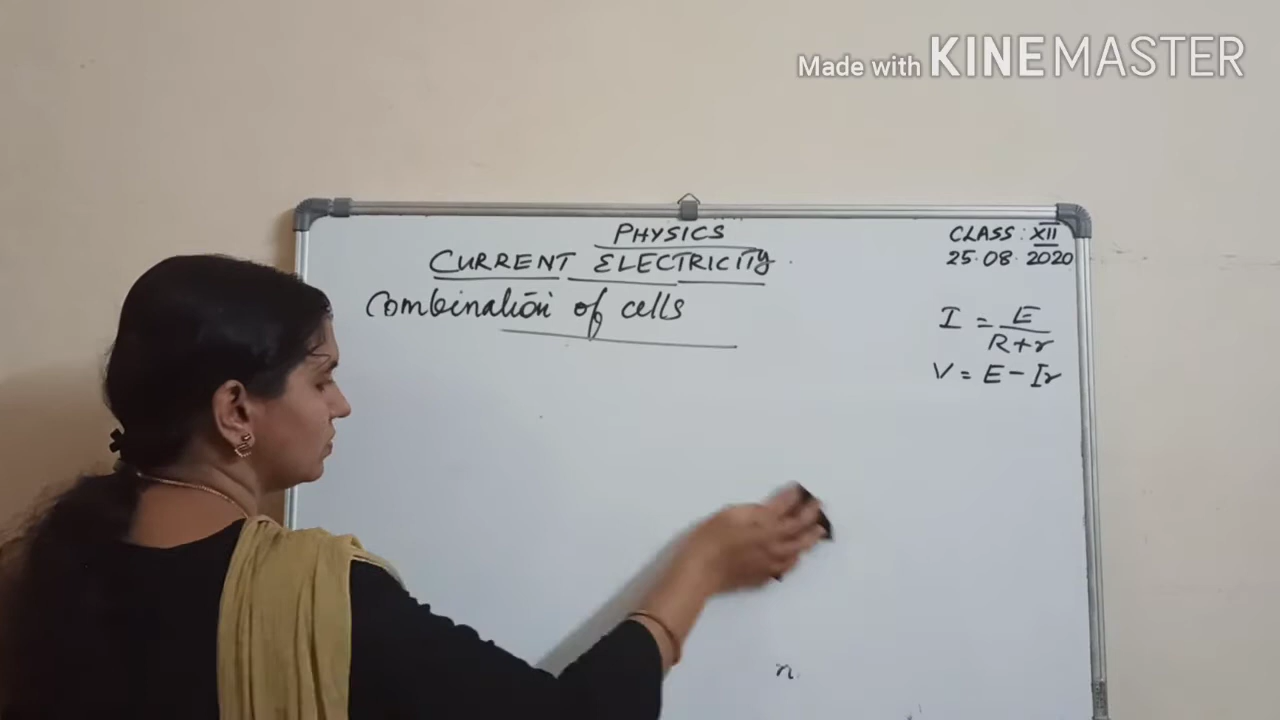 Made with KINEMASTER
PHYSICS
CLASS: XII
CURRENT ELECTRICITY
25.08.2020
Combination of cells
I = E / R+r
V = E - Ir
n